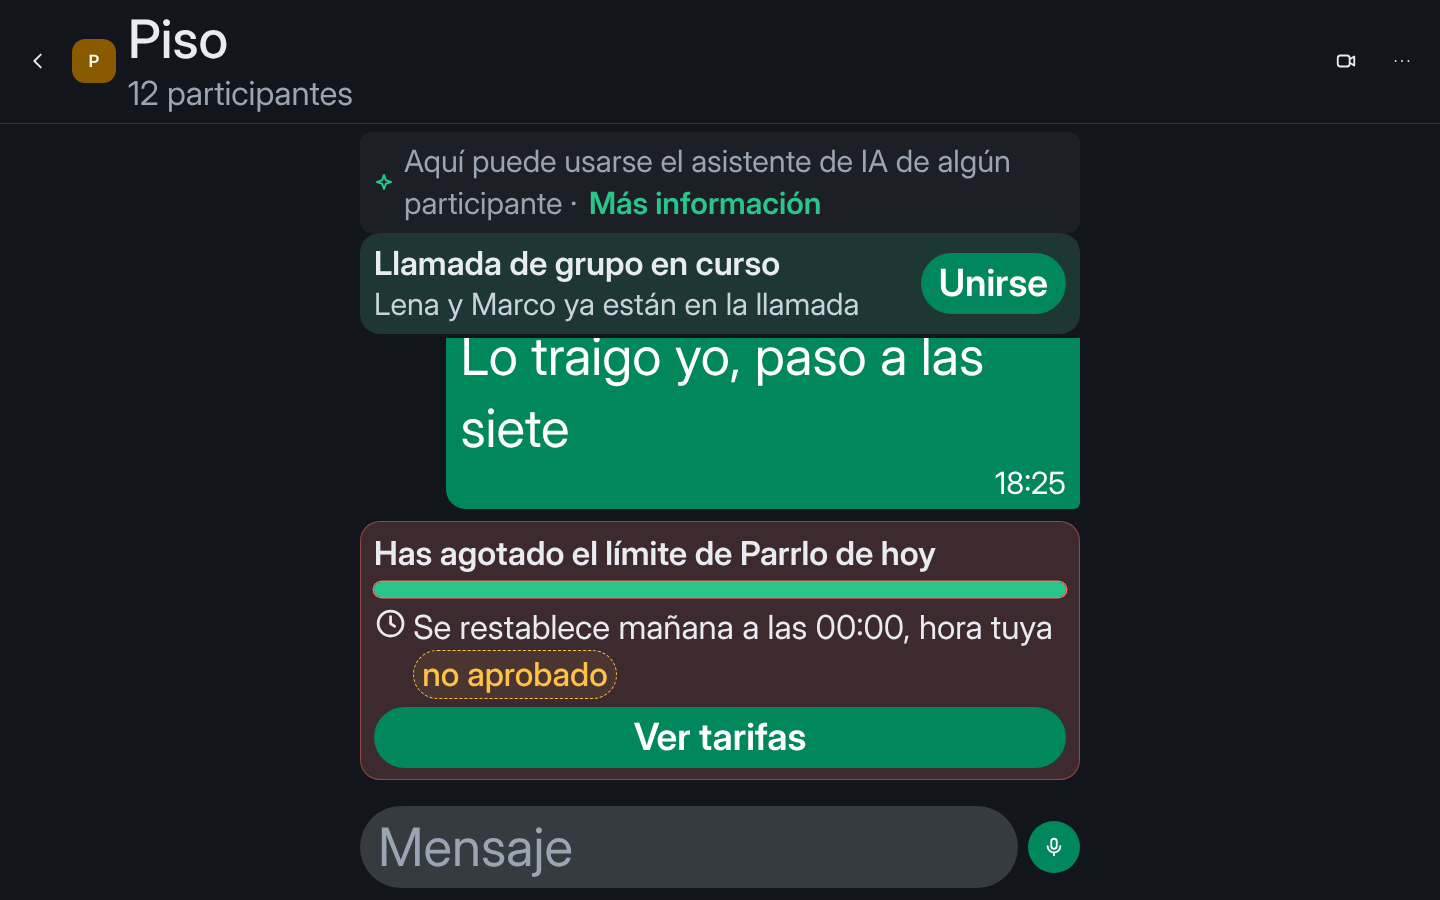 Piso
P
12 participantes
Aquí puede usarse el asistente de IA de algún
participante · Más información
Llamada de grupo en curso
Lena y Marco ya están en la llamada
Unirse
Lo traigo yo, paso a las
siete
18:25
Has agotado el límite de Parrlo de hoy
Se restablece mañana a las 00:00, hora tuya
no aprobado
Ver tarifas
Mensaje